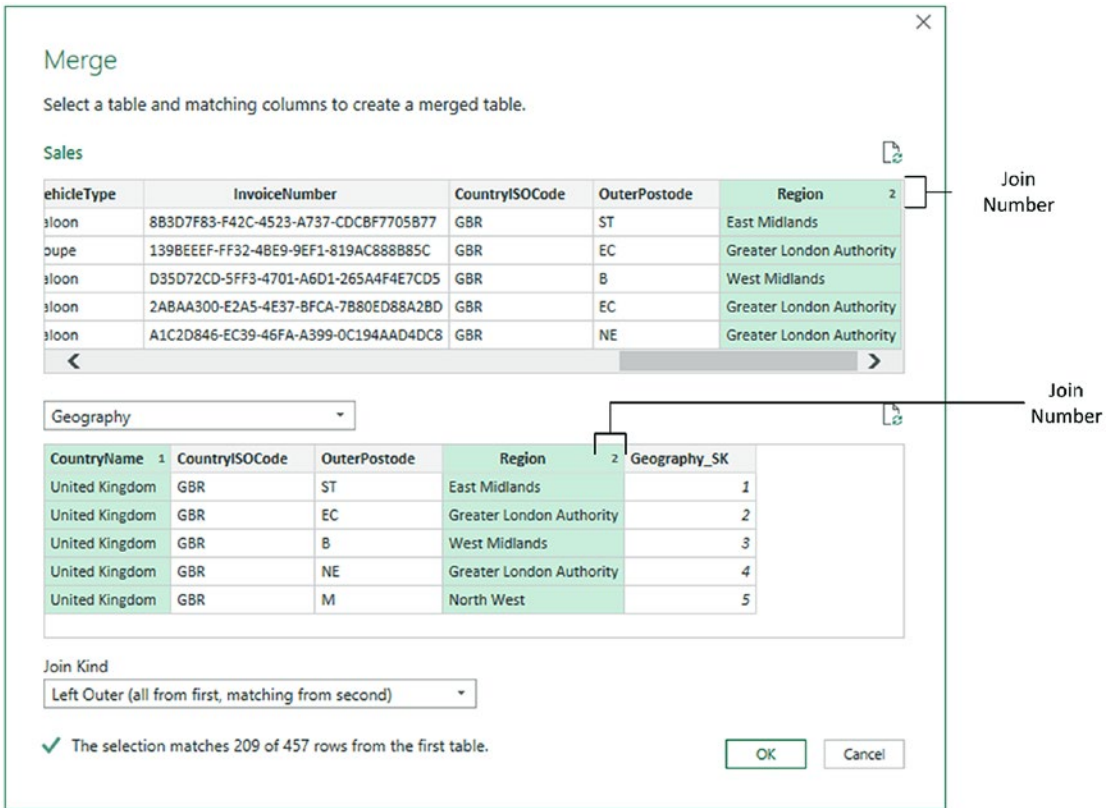 Merge
Select a table and matching columns to create a merged table.
Sales
ehicleType InvoiceNumber CountryISOCode OuterPostode Region 2
aloon 8B3D7F83-F42C-4523-A737-CDCBF7705B77 GBR ST East Midlands
oupe 139BEEEF-FF32-4BE9-9EF1-819AC888B85C GBR EC Greater London Authority
aloon D35D72CD-5FF3-4701-A6D1-265A4F4E7CD5 GBR B West Midlands
aloon 2ABAA300-E2A5-4E37-BFCA-7B80ED88A2BD GBR EC Greater London Authority
aloon A1C2D846-EC39-46FA-A399-0C194AAD4DC8 GBR NE Greater London Authority
Join
Number
Geography
Join
Number
CountryName 1 CountryISOCode OuterPostode Region 2 Geography_SK
United Kingdom GBR ST East Midlands 1
United Kingdom GBR EC Greater London Authority 2
United Kingdom GBR B West Midlands 3
United Kingdom GBR NE Greater London Authority 4
United Kingdom GBR M North West 5
Join Kind
Left Outer (all from first, matching from second)
The selection matches 209 of 457 rows from the first table.
OK Cancel